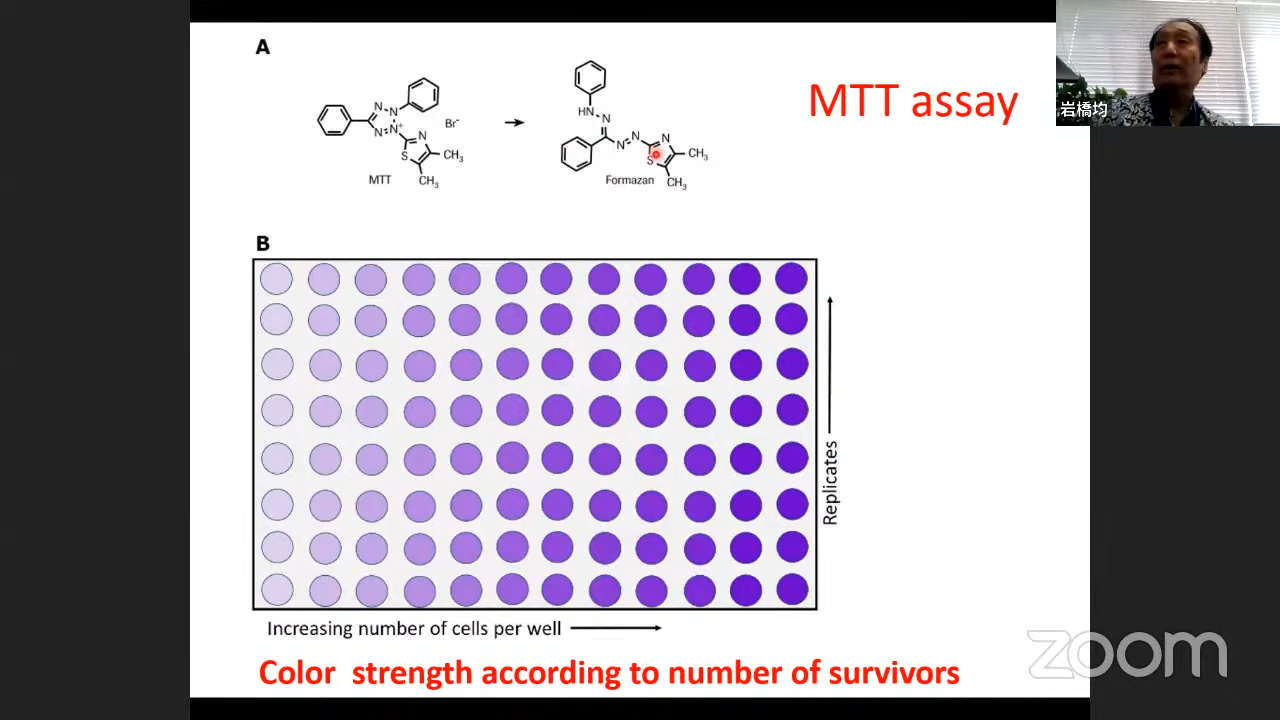 A
MTT assay
岩橋均
N
N
N
N+
Br-
N
S
CH3
CH3
MTT
HN
N
N
N
N
S
CH3
CH3
Formazan
B
Replicates
Increasing number of cells per well
Color strength according to number of survivors
zoom